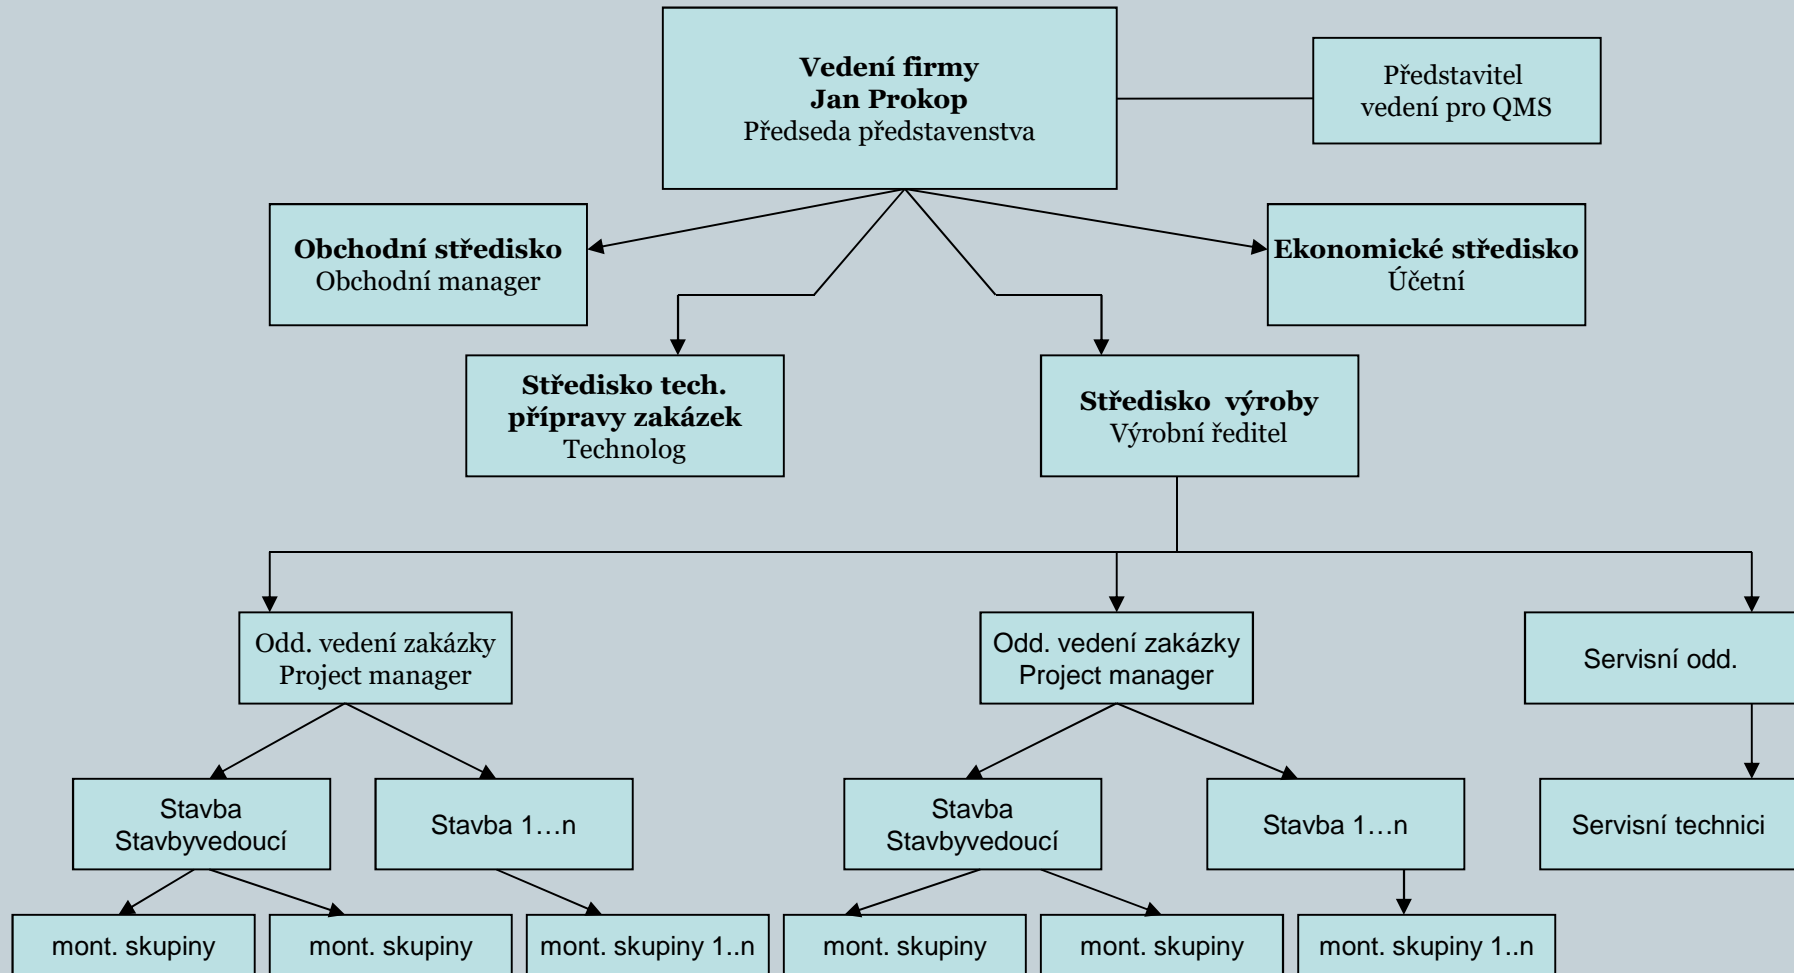 Vedení firmy
Jan Prokop
Předseda představenstva
Představitel
vedení pro QMS
Obchodní středisko
Obchodní manager
Ekonomické středisko
Účetní
Středisko tech.
přípravy zakázek
Technolog
Středisko  výroby
Výrobní ředitel
Odd. vedení zakázky
Project manager
Odd. vedení zakázky
Project manager
Servisní odd.
Stavba
Stavbyvedoucí
Stavba 1…n
Stavba
Stavbyvedoucí
Stavba 1…n
Servisní technici
mont. skupiny
mont. skupiny
mont. skupiny 1..n
mont. skupiny
mont. skupiny
mont. skupiny 1..n